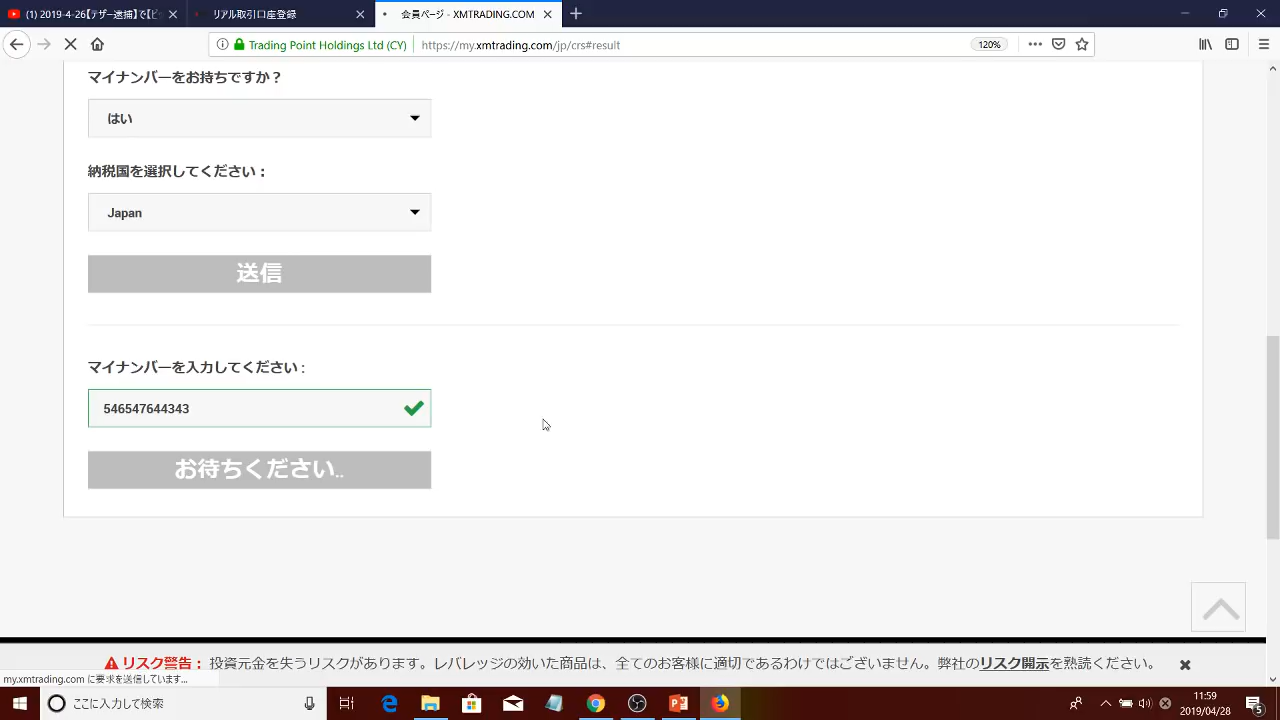 (1) 2019-4-26【テザー逮捕】で【ビッ
リアル取引口座登録
会員ページ - XMTRADING.COM
Trading Point Holdings Ltd (CY)
https://my.xmtrading.com/jp/crs#result
120%
マイナンバーをお持ちですか？
はい
納税国を選択してください：
Japan
送信
マイナンバーを入力してください :
546547644343
お待ちください..
リスク警告： 投資元金を失うリスクがあります。レバレッジの効いた商品は、全てのお客様に適切であるわけではございません。弊社のリスク開示を熟読ください。
my.xmtrading.com に要求を送信しています...
ここに入力して検索
11:59
2019/04/28
5